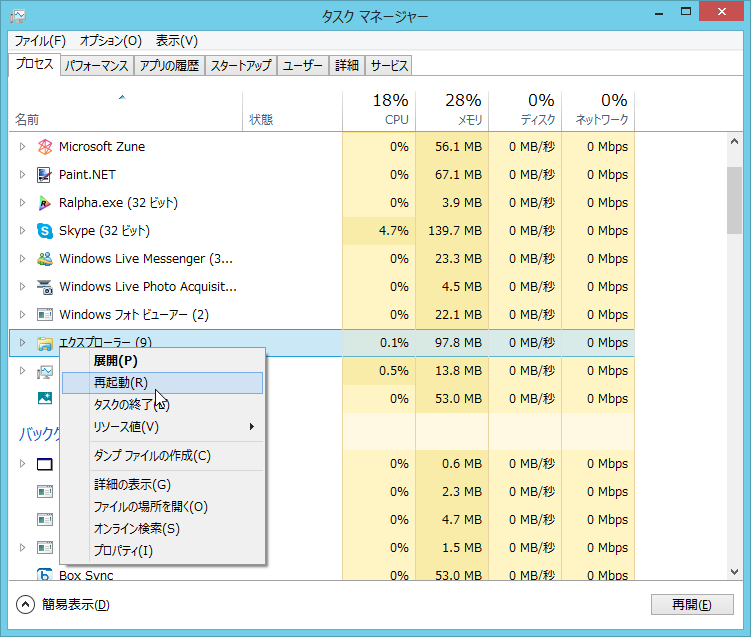 タスク マネージャー
ファイル(F) オプション(O) 表示(V)
プロセス パフォーマンス アプリの履歴 スタートアップ ユーザー 詳細 サービス
18% 28% 0% 0%
名前 状態 CPU メモリ ディスク ネットワーク
Microsoft Zune 0% 56.1 MB 0 MB/秒 0 Mbps
Paint.NET 0% 67.1 MB 0 MB/秒 0 Mbps
Ralpha.exe (32 ビット) 0% 3.9 MB 0 MB/秒 0 Mbps
Skype (32 ビット) 4.7% 139.7 MB 0 MB/秒 0 Mbps
Windows Live Messenger (3... 0% 23.3 MB 0 MB/秒 0 Mbps
Windows Live Photo Acquisit... 0% 4.5 MB 0 MB/秒 0 Mbps
Windows フォト ビューアー (2) 0% 22.1 MB 0 MB/秒 0 Mbps
エクスプローラー (9) 0.1% 97.8 MB 0 MB/秒 0 Mbps
展開(P)
0.5% 13.8 MB 0 MB/秒 0 Mbps
再起動(R)
タスクの終了
0% 53.0 MB 0 MB/秒 0 Mbps
リソース値(V)
バック
ダンプ ファイルの作成(C)
0% 0.6 MB 0 MB/秒 0 Mbps
詳細の表示(G)
0% 2.3 MB 0 MB/秒 0 Mbps
ファイルの場所を開く(O)
0% 4.7 MB 0 MB/秒 0 Mbps
オンライン検索(S)
プロパティ(I)
0% 1.5 MB 0 MB/秒 0 Mbps
Box Sync 0% 53.0 MB 0 MB/秒 0 Mbps
簡易表示(D) 再開(E)